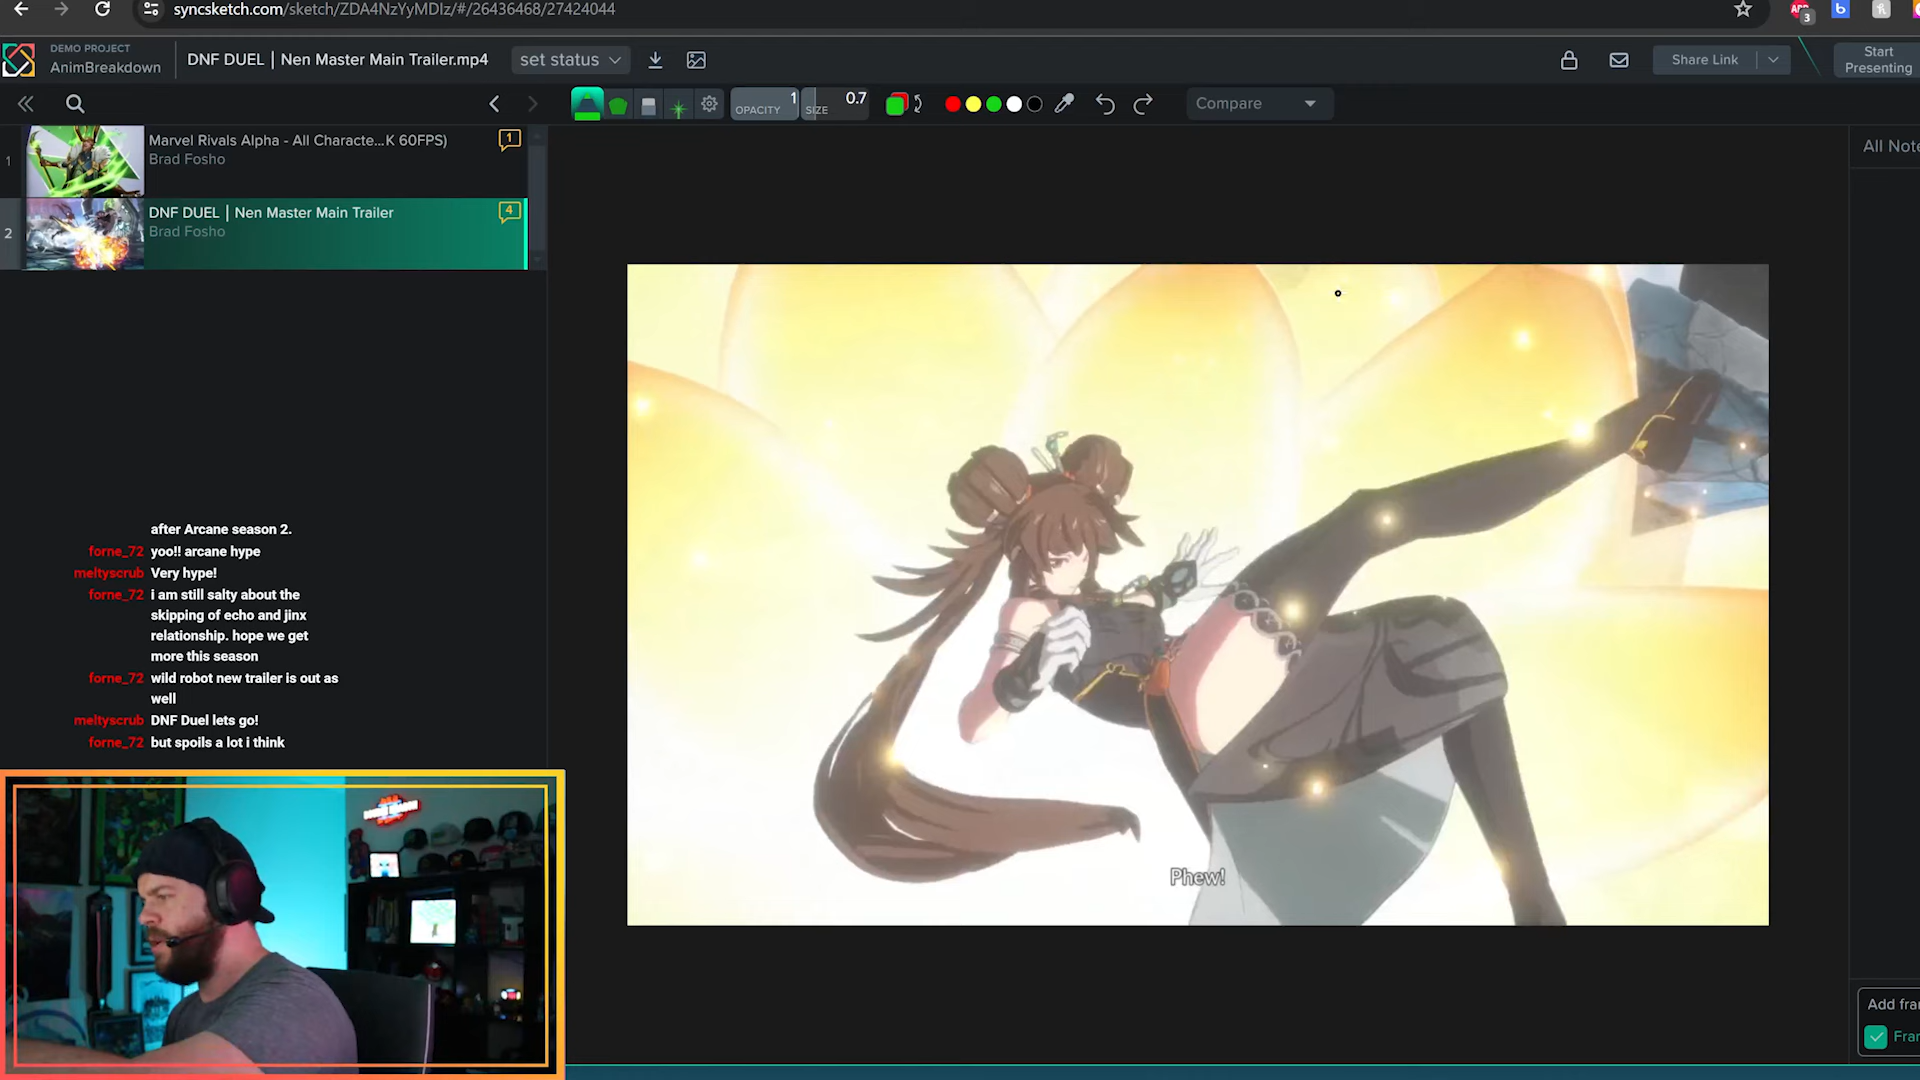 syncsketch.com/sketch/ZDA4NzYyMDIz/#/26436468/27424044
3
DEMO PROJECT
AnimBreakdown
DNF DUEL | Nen Master Main Trailer.mp4
set status
Share Link
Start
Presenting
OPACITY 1
SIZE 0.7
Compare
1
Marvel Rivals Alpha - All Characte...K 60FPS)
Brad Fosho
1
2
DNF DUEL | Nen Master Main Trailer
Brad Fosho
4
All Note
after Arcane season 2.
forne_72 yoo!! arcane hype
meltyscrub Very hype!
forne_72 i am still salty about the
skipping of echo and jinx
relationship. hope we get
more this season
forne_72 wild robot new trailer is out as
well
meltyscrub DNF Duel lets go!
forne_72 but spoils a lot i think
Phew!
Add fra
Fra